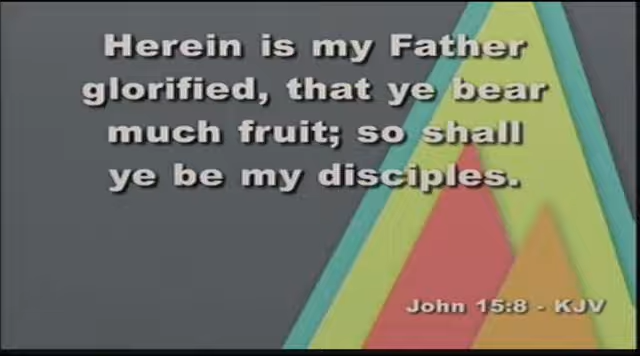 Herein is my Father
glorified, that ye bear
much fruit; so shall
ye be my disciples.
John 15:8 - KJV